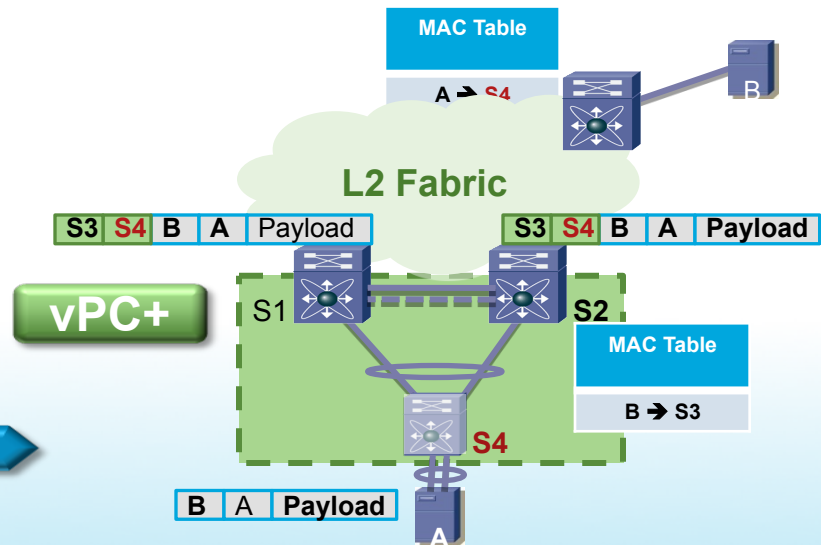 MAC Table
A → S4
B
L2 Fabric
S3 S4 B A Payload
S3 S4 B A Payload
vPC+
S1
S2
MAC Table
B → S3
S4
B A Payload
A